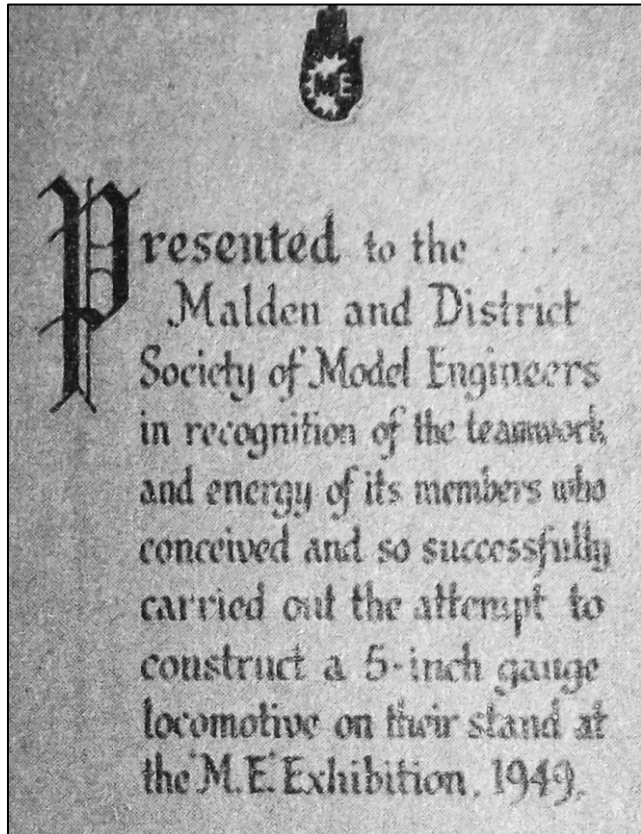 ME
Presented to the
Malden and District
Society of Model Engineers
in recognition of the teamwork
and energy of its members who
conceived and so successfully
carried out the attempt to
construct a 5-inch gauge
locomotive on their stand at
the "M.E." Exhibition, 1949.